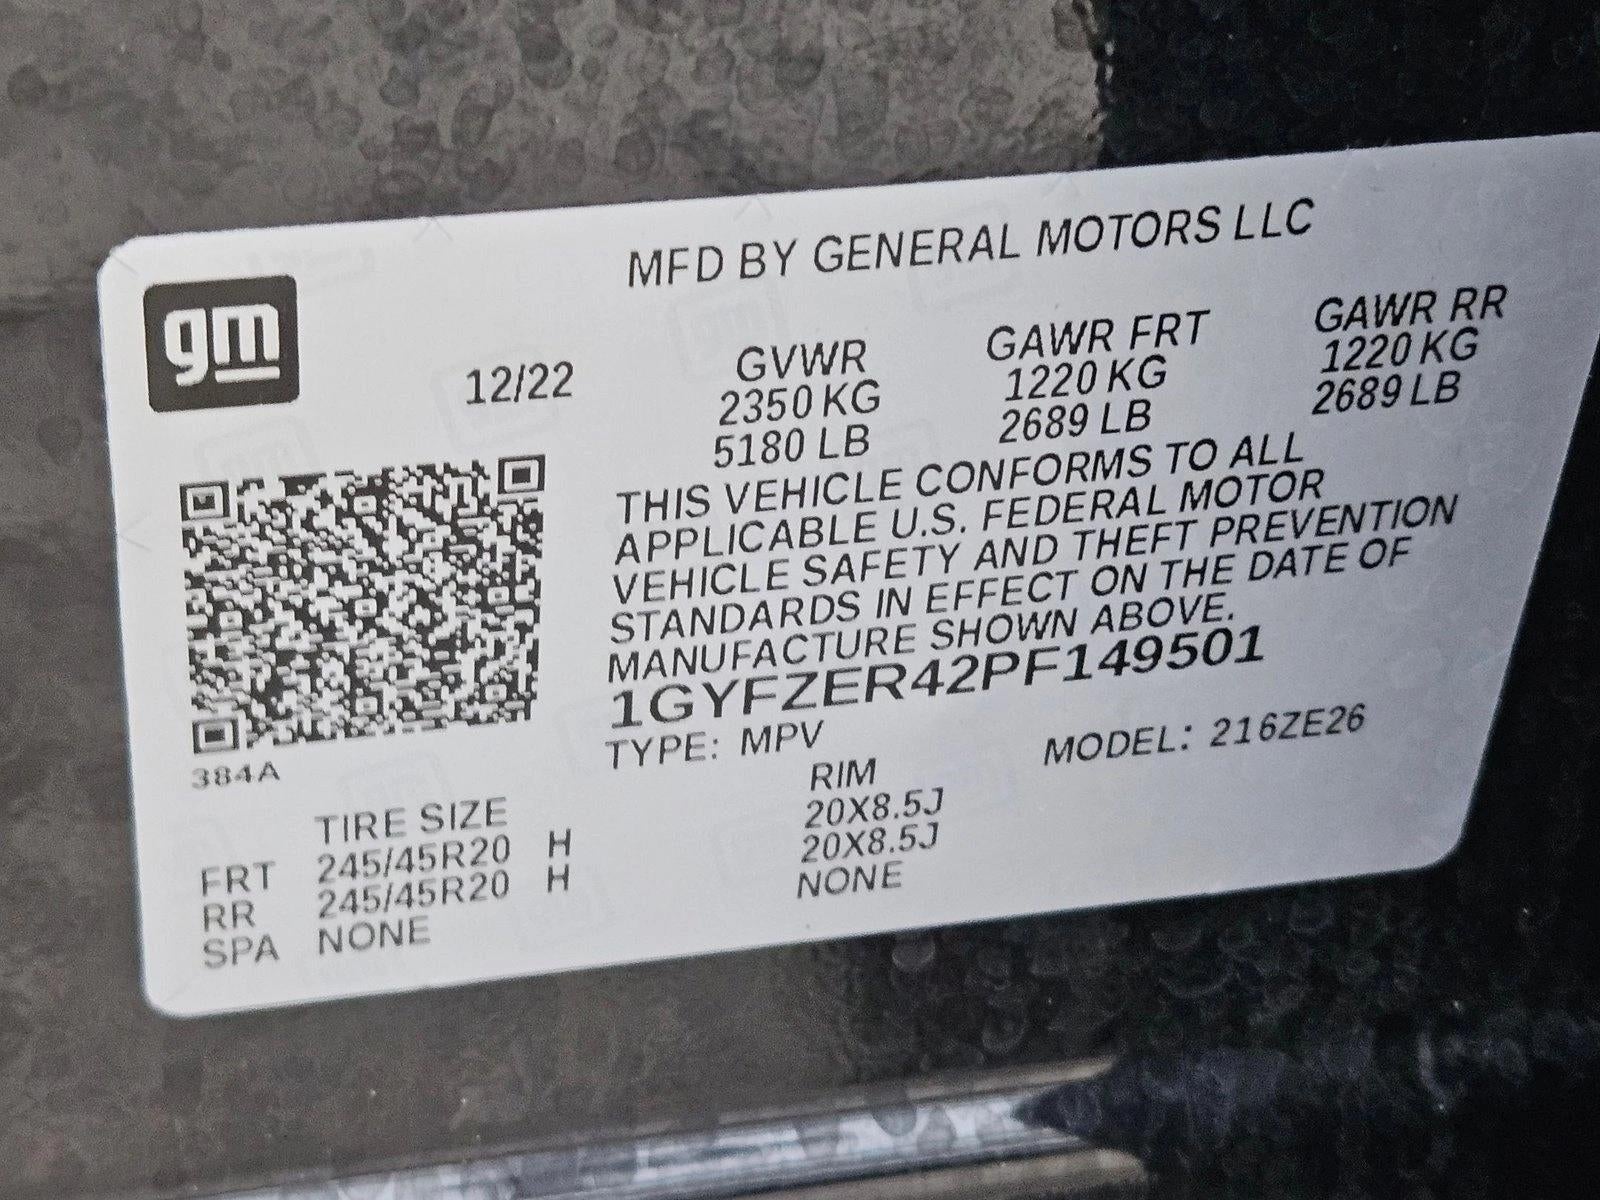 MFD BY GENERAL MOTORS LLC
gm
12/22 GVWR GAWR FRT GAWR RR
2350 KG 1220 KG 1220 KG
5180 LB 2689 LB 2689 LB
THIS VEHICLE CONFORMS TO ALL
APPLICABLE U.S. FEDERAL MOTOR
VEHICLE SAFETY AND THEFT PREVENTION
STANDARDS IN EFFECT ON THE DATE OF
MANUFACTURE SHOWN ABOVE.
1GYFZER42PF149501
TYPE: MPV MODEL: 216ZE26
384A
TIRE SIZE RIM
FRT 245/45R20 H 20X8.5J
RR 245/45R20 H 20X8.5J
SPA NONE NONE